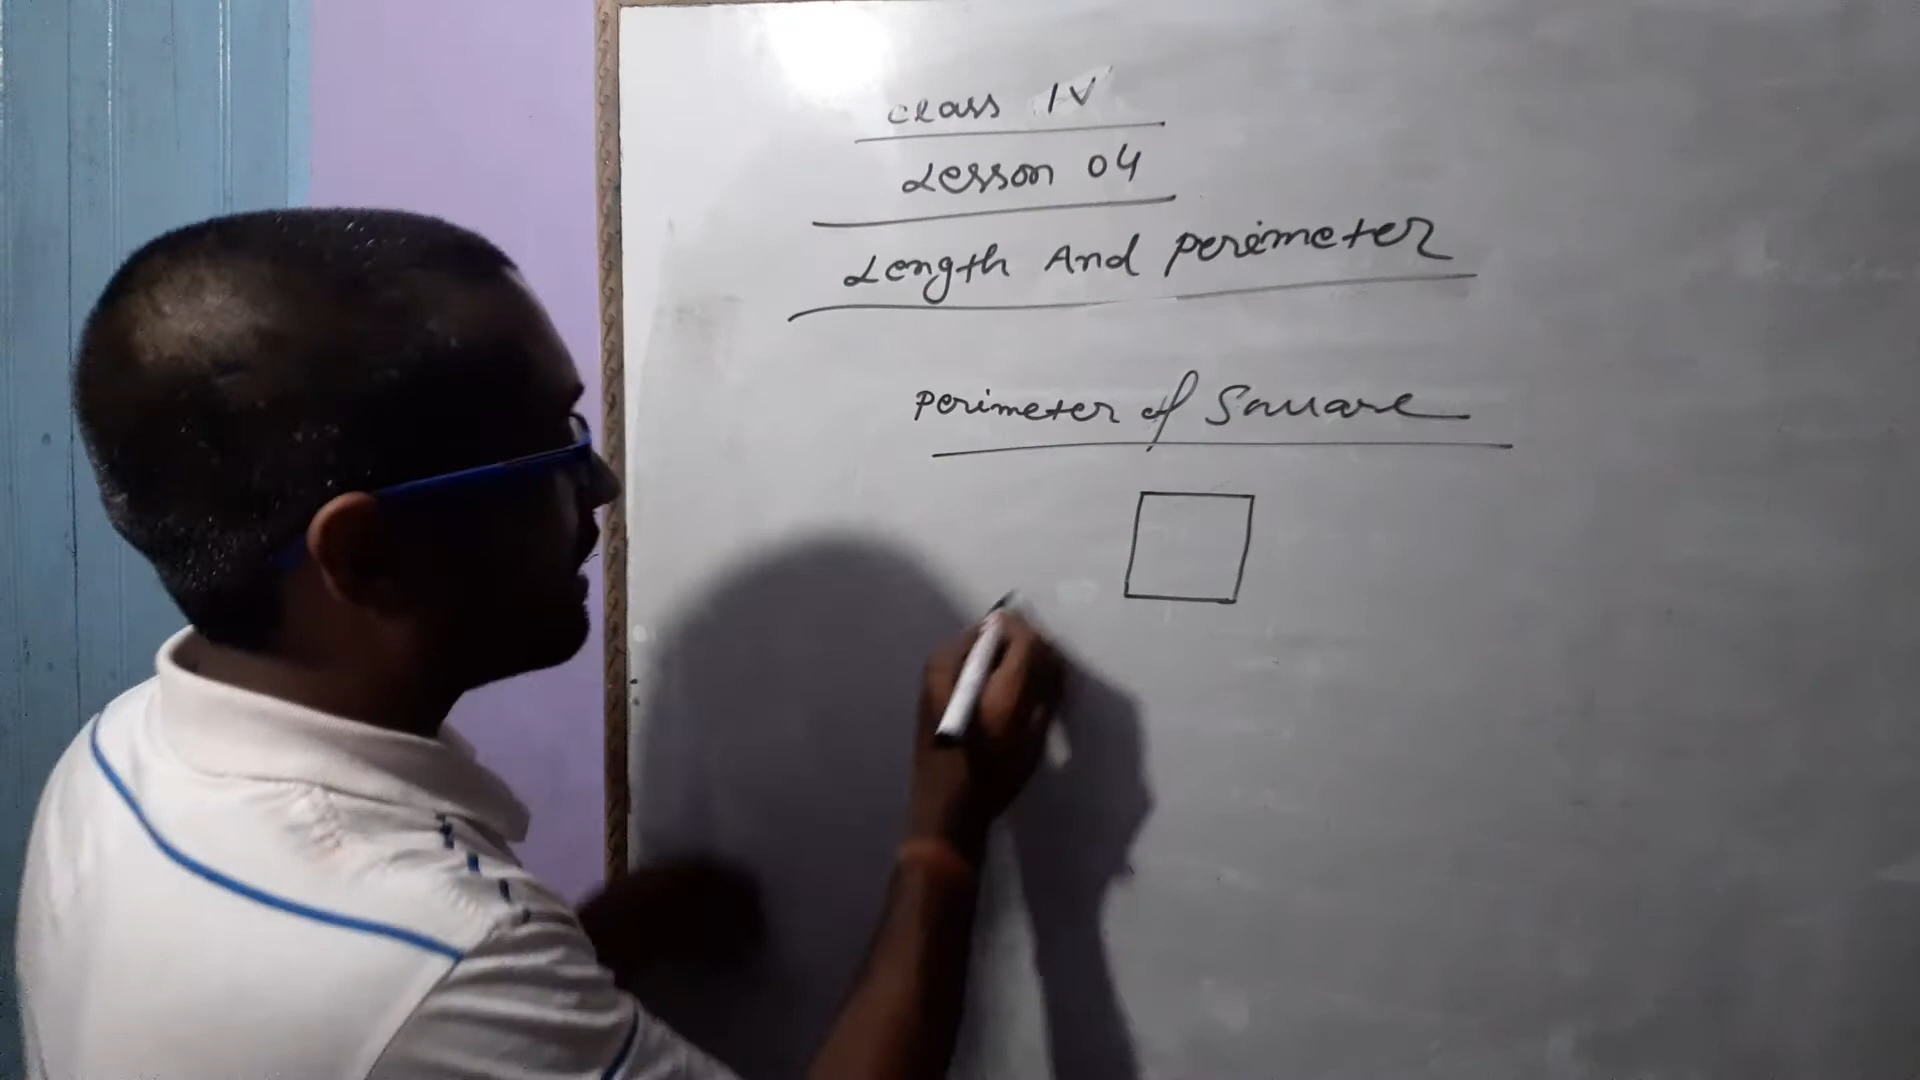 class IV
Lesson 04
Length And Perimeter
Perimeter of Square